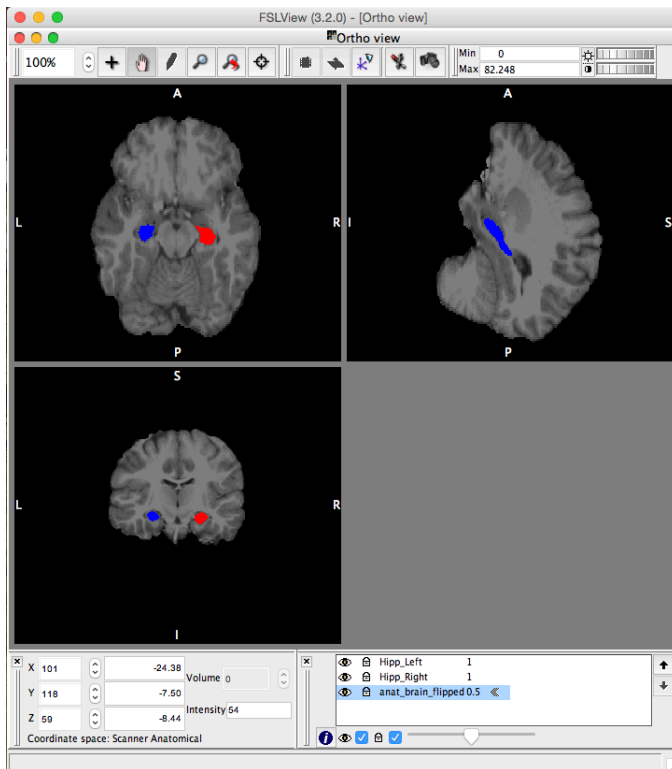 FSLView (3.2.0) - [Ortho view]
Ortho view
100%
Min 0
Max 82.248
A
L
R
P
A
I
S
P
S
L
R
I
X 101 -24.38
Y 118 -7.50
Z 59 -8.44
Volume 0
Intensity 54
Coordinate space: Scanner Anatomical
Hipp_Left 1
Hipp_Right 1
anat_brain_flipped 0.5